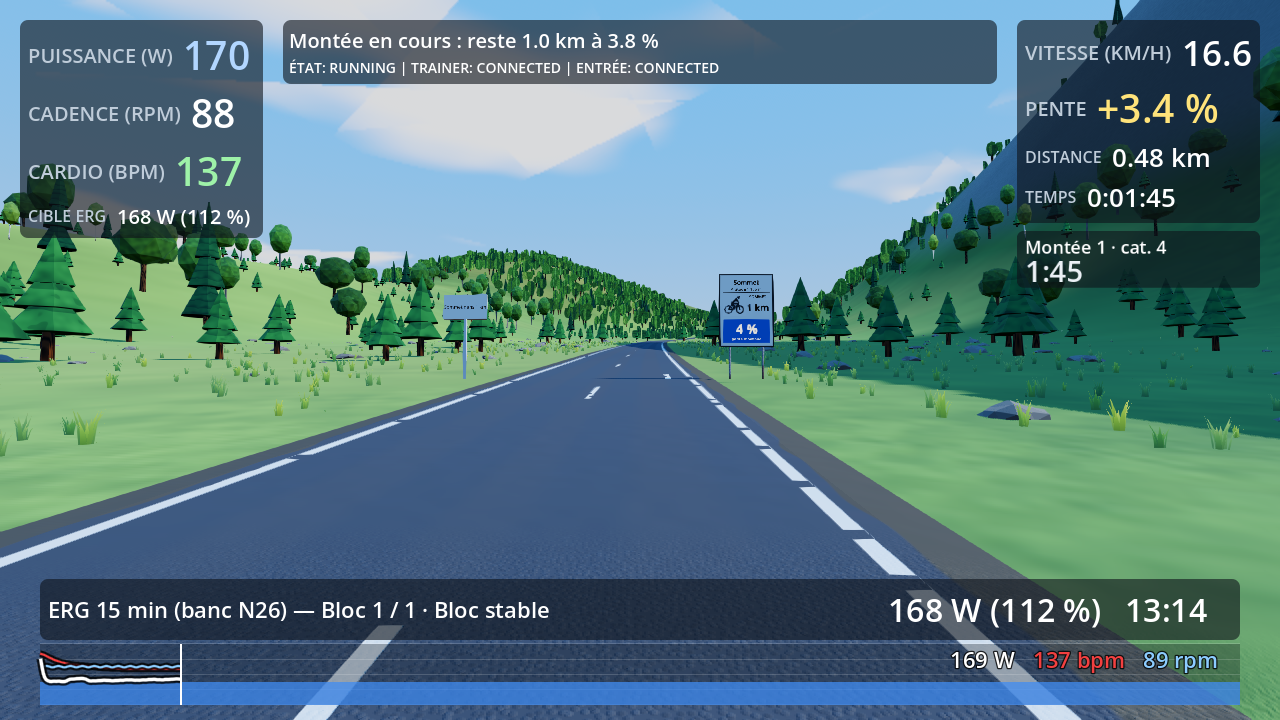 PUISSANCE (W) 170
CADENCE (RPM) 88
CARDIO (BPM) 137
CIBLE ERG 168 W (112 %)
Montée en cours : reste 1.0 km à 3.8 %
ÉTAT: RUNNING | TRAINER: CONNECTED | ENTRÉE: CONNECTED
VITESSE (KM/H) 16.6
PENTE +3.4 %
DISTANCE 0.48 km
TEMPS 0:01:45
Montée 1 · cat. 4
1:45
Sommet
1 km
4 %
ERG 15 min (banc N26) — Bloc 1 / 1 · Bloc stable
168 W (112 %) 13:14
169 W 137 bpm 89 rpm